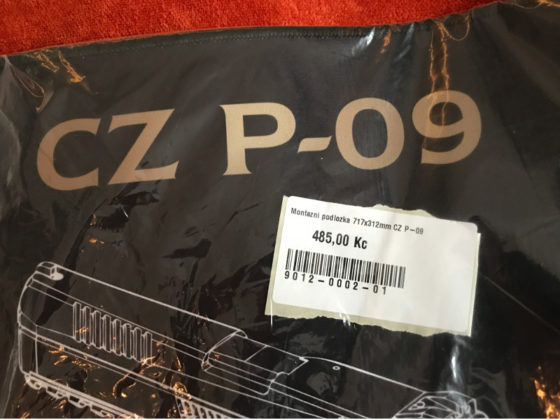 CZ P-09
Montazni podlozka 717x312mm CZ P-09
485,00 Kc
9012-0002-01